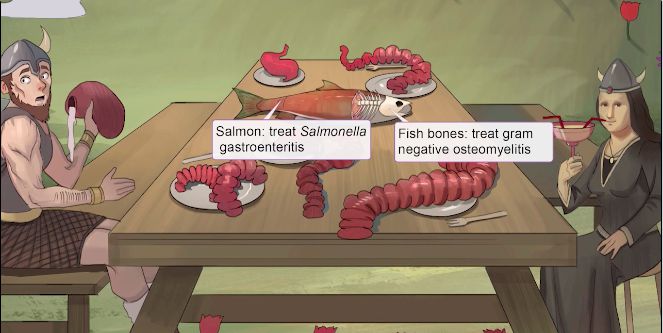 Salmon: treat Salmonella
gastroenteritis
Fish bones: treat gram
negative osteomyelitis